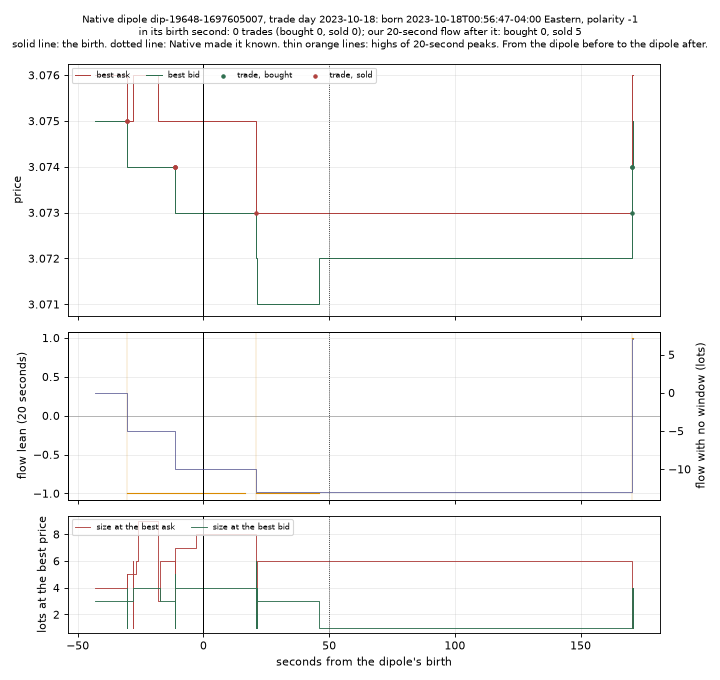 Native dipole dip-19648-1697605007, trade day 2023-10-18: born 2023-10-18T00:56:47-04:00 Eastern, polarity -1
in its birth second: 0 trades (bought 0, sold 0); our 20-second flow after it: bought 0, sold 5
solid line: the birth. dotted line: Native made it known. thin orange lines: highs of 20-second peaks. From the dipole before to the dipole after.
best ask
best bid
trade, bought
trade, sold
3.076
3.075
3.074
3.073
3.072
3.071
price
1.0
0.5
0.0
−0.5
−1.0
flow lean (20 seconds)
5
0
−5
−10
flow with no window (lots)
size at the best ask
size at the best bid
8
6
4
2
lots at the best price
−50
0
50
100
150
seconds from the dipole's birth